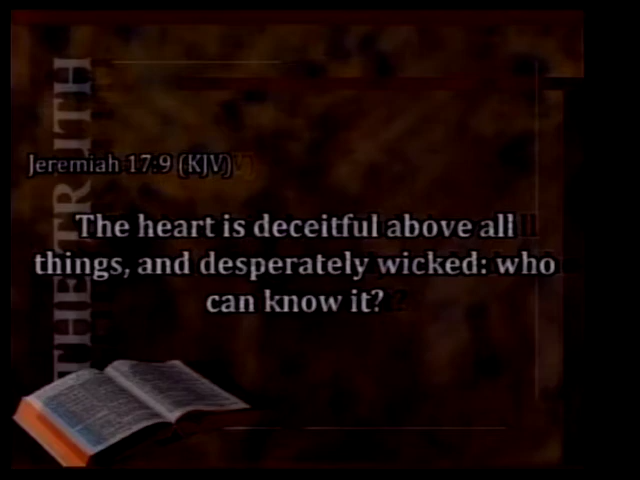 THE TRUTH
Jeremiah 17:9 (KJV)
The heart is deceitful above all
things, and desperately wicked: who
can know it?